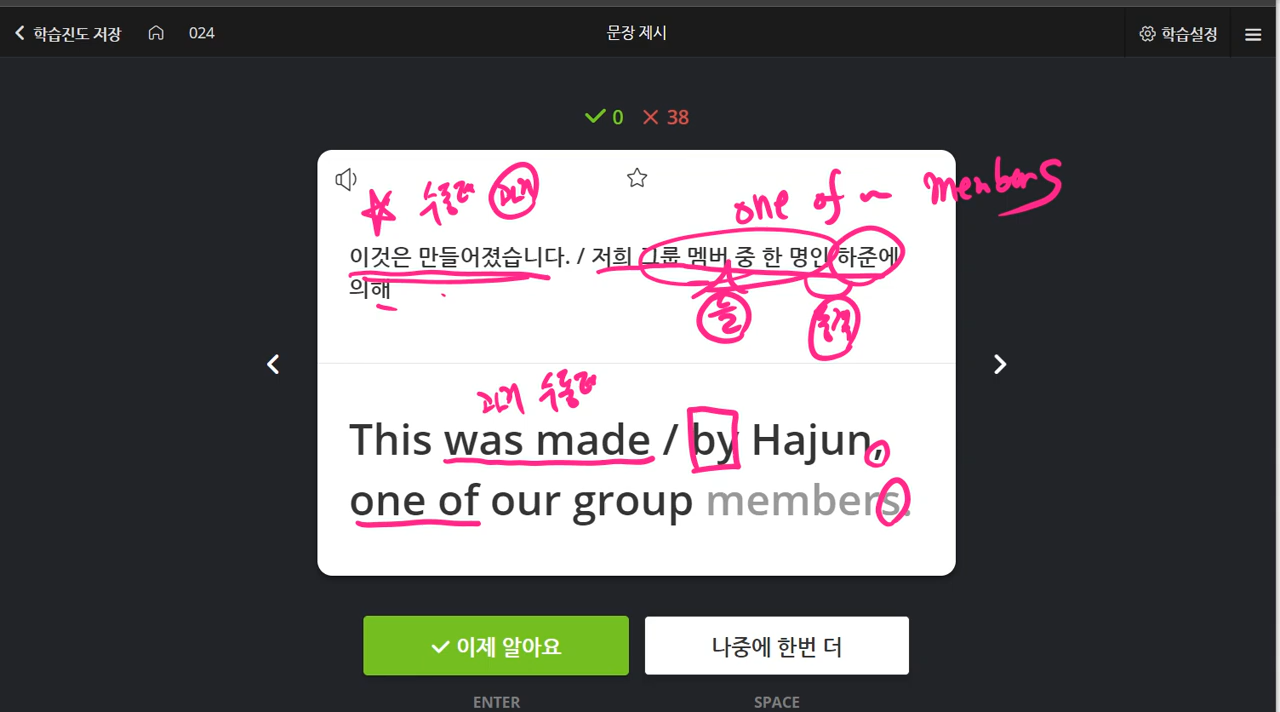 학습진도 저장 024 문장 제시 학습설정
0 38
수동태 과거 one of ~ members
이것은 만들어졌습니다. / 저희 그룹 멤버 중 한 명인 하준에
의해
들 동격
과거 수동태
This was made / by Hajun,
one of our group members.
이제 알아요 나중에 한번 더
ENTER SPACE